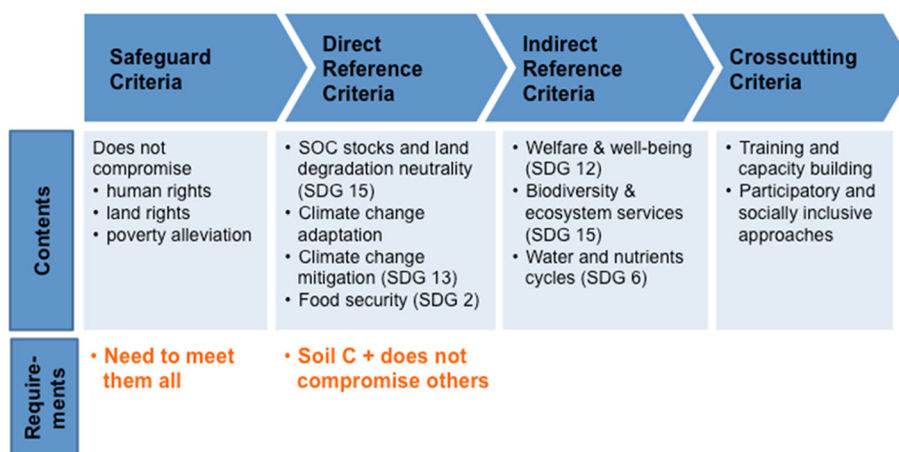 Safeguard
Criteria
Direct
Reference
Criteria
Indirect
Reference
Criteria
Crosscutting
Criteria
Contents
Does not
compromise
• human rights
• land rights
• poverty alleviation
• SOC stocks and land
degradation neutrality
(SDG 15)
• Climate change
adaptation
• Climate change
mitigation (SDG 13)
• Food security (SDG 2)
• Welfare & well-being
(SDG 12)
• Biodiversity &
ecosystem services
(SDG 15)
• Water and nutrients
cycles (SDG 6)
• Training and
capacity building
• Participatory and
socially inclusive
approaches
Require-
ments
• Need to meet
them all
• Soil C + does not
compromise others